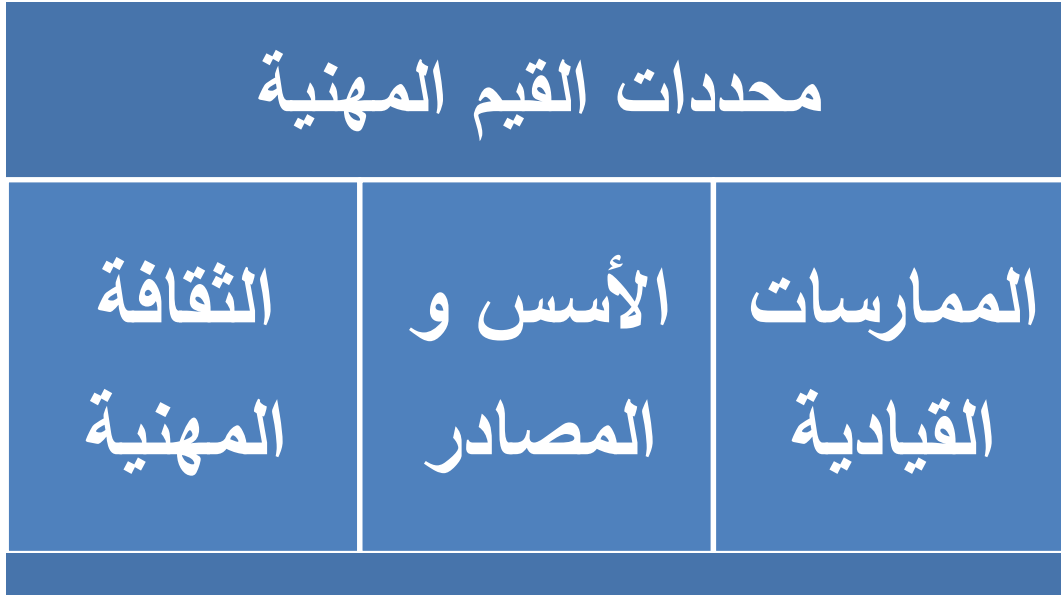 محددات القيم المهنية
الممارسات
القيادية
الأسس و
المصادر
الثقافة
المهنية